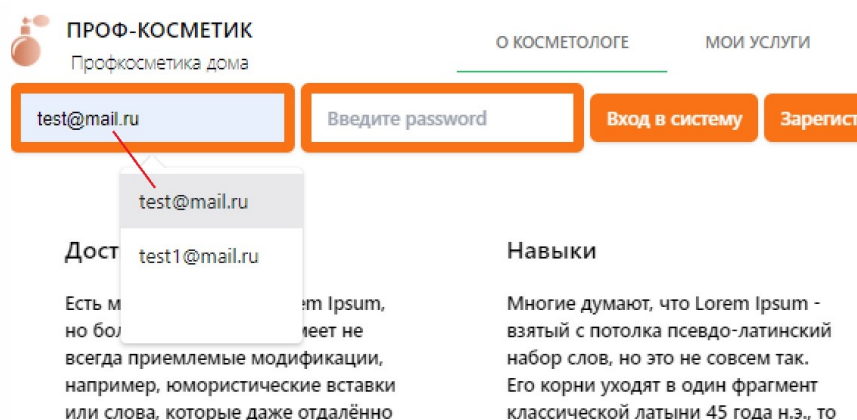 ПРОФ-КОСМЕТИК
Профкосметика дома
О КОСМЕТОЛОГЕ
МОИ УСЛУГИ
test@mail.ru
Введите password
Вход в систему
Зарегист
test@mail.ru
test1@mail.ru
Дост
Есть м
em Ipsum,
но бол
меет не
всегда приемлемые модификации,
например, юмористические вставки
или слова, которые даже отдалённо
Навыки
Многие думают, что Lorem Ipsum -
взятый с потолка псевдо-латинский
набор слов, но это не совсем так.
Его корни уходят в один фрагмент
классической латыни 45 года н.э., то